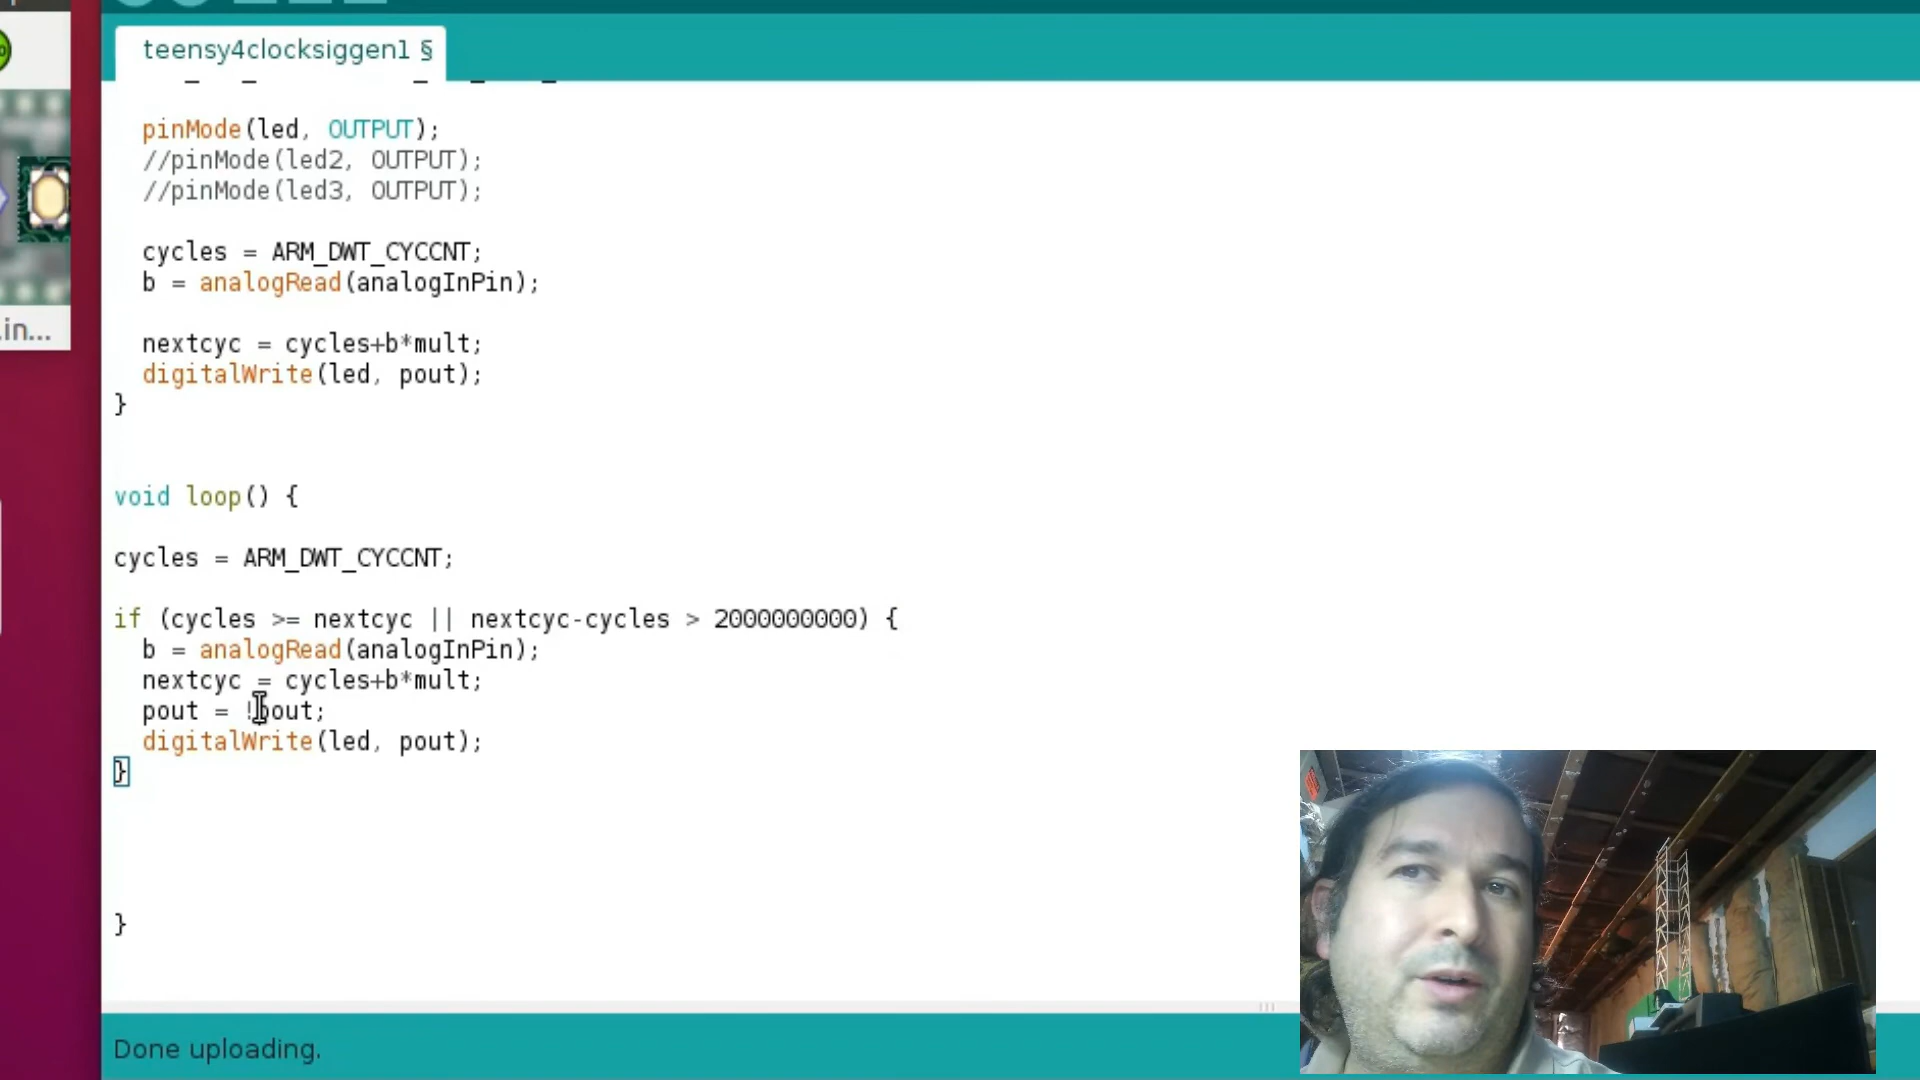 teensy4clocksiggen1 §
pinMode(led, OUTPUT);
//pinMode(led2, OUTPUT);
//pinMode(led3, OUTPUT);
cycles = ARM_DWT_CYCCNT;
b = analogRead(analogInPin);
.in...
nextcyc = cycles+b*mult;
digitalWrite(led, pout);
}
void loop() {
cycles = ARM_DWT_CYCCNT;
if (cycles >= nextcyc || nextcyc-cycles > 2000000000) {
b = analogRead(analogInPin);
nextcyc = cycles+b*mult;
pout = !pout;
digitalWrite(led, pout);
}
}
Done uploading.